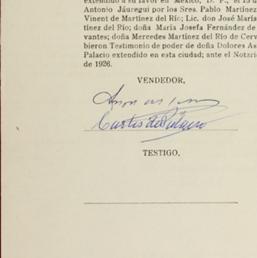 extendido a su favor en México, D. F., el 15 d
Antonio Jáuregui por los Sres. Pablo Martínez
Vinent de Martínez del Río; Lic. don José María
tínez del Río; doña María Josefa Fernández de
vantes; doña Mercedes Martínez del Río de Cerv
bieron Testimonio de poder de doña Dolores As
Palacio extendido en esta ciudad; ante el Notario
de 1926.
VENDEDOR,
TESTIGO.